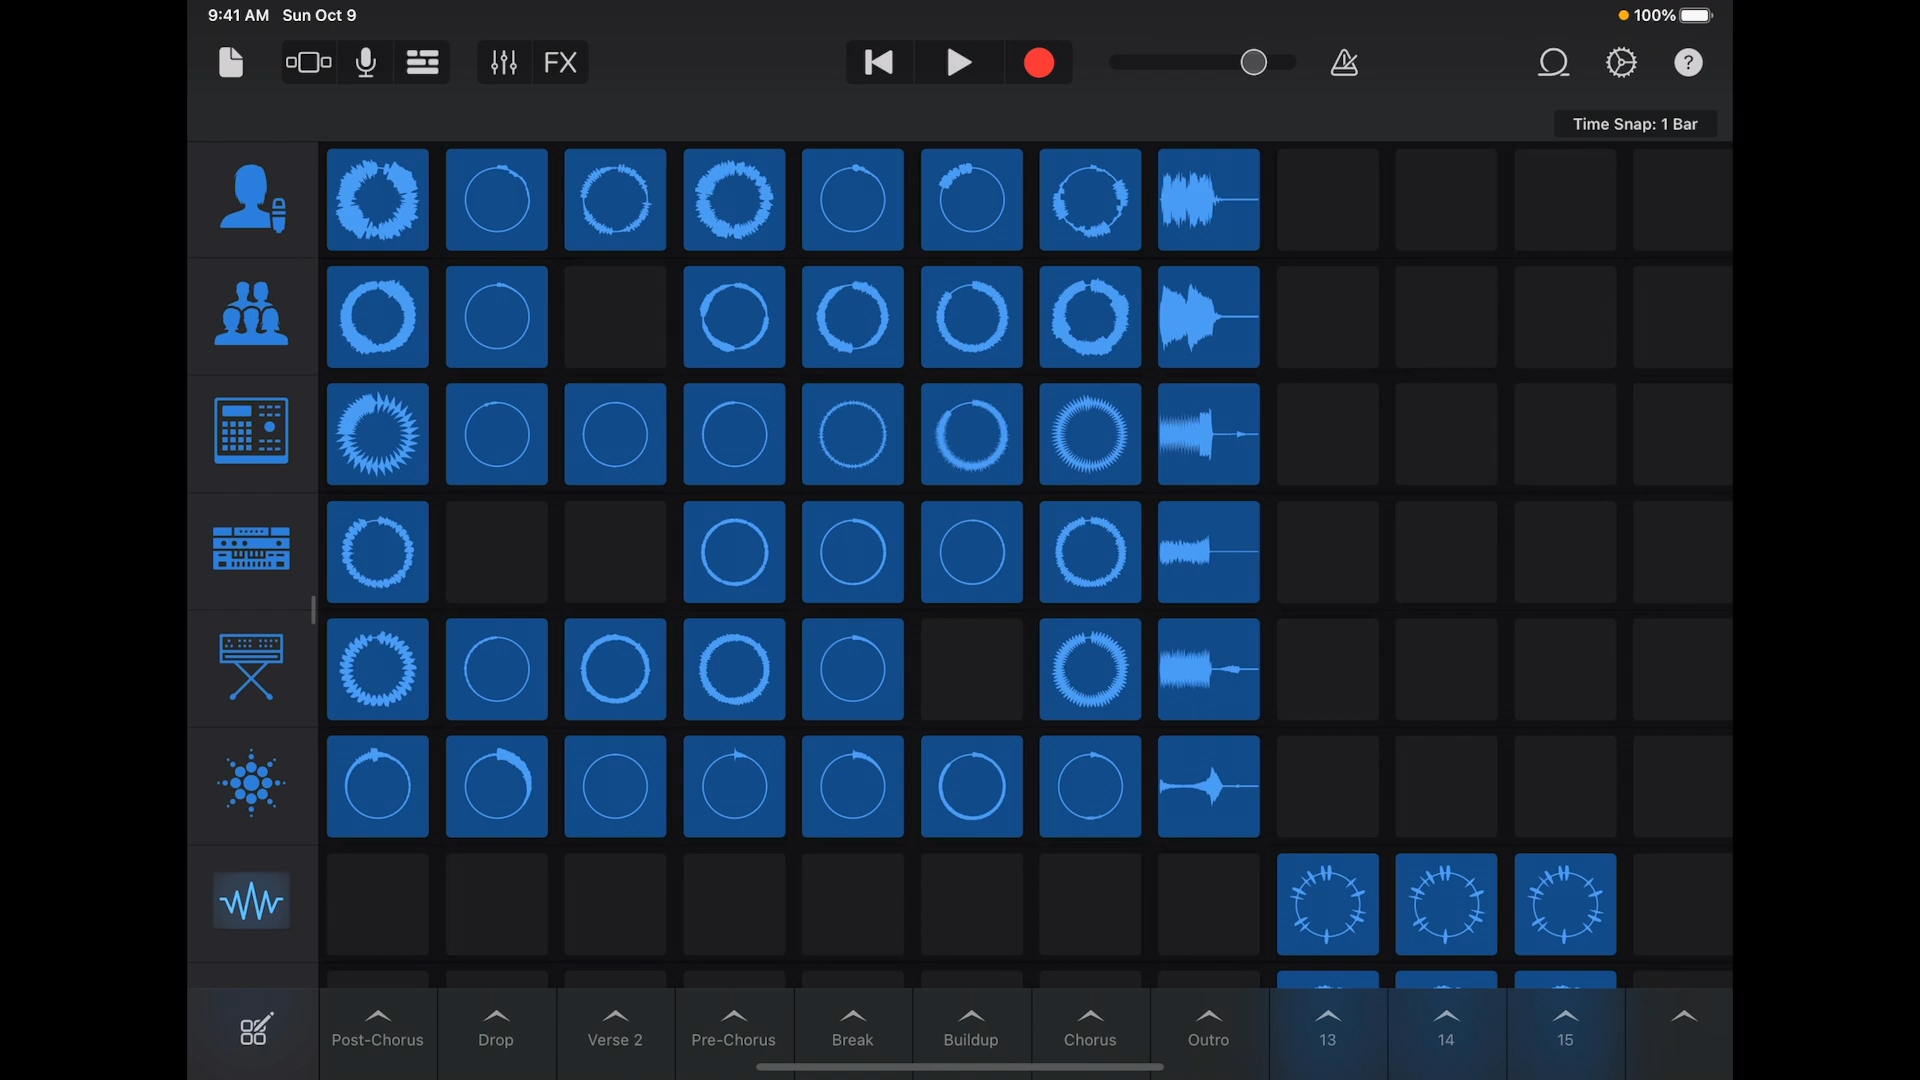 9:41 AM Sun Oct 9
100%
FX
?
Time Snap: 1 Bar
Post-Chorus
Drop
Verse 2
Pre-Chorus
Break
Buildup
Chorus
Outro
13
14
15